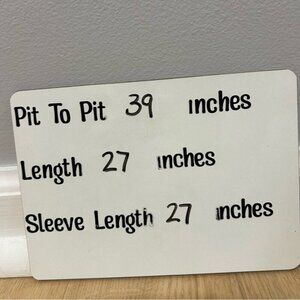 Pit To Pit 39 inches
Length 27 inches
Sleeve Length 27 inches